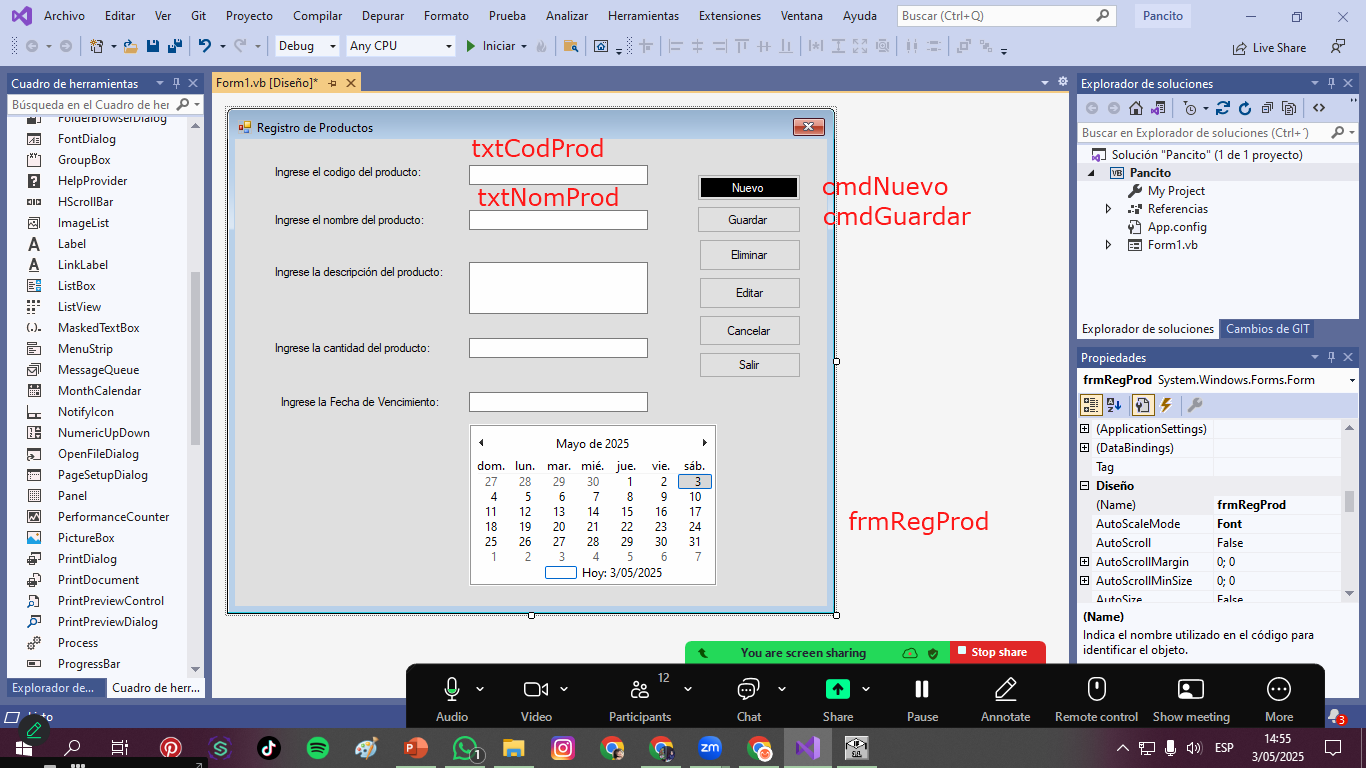 Archivo Editar Ver Git Proyecto Compilar Depurar Formato Prueba Analizar Herramientas Extensiones Ventana Ayuda Buscar (Ctrl+Q) Pancito
Debug Any CPU Iniciar Live Share
Cuadro de herramientas
Búsqueda en el Cuadro de her
FolderBrowserDialog
FontDialog
GroupBox
HelpProvider
HScrollBar
ImageList
Label
LinkLabel
ListBox
ListView
MaskedTextBox
MenuStrip
MessageQueue
MonthCalendar
NotifyIcon
NumericUpDown
OpenFileDialog
PageSetupDialog
Panel
PerformanceCounter
PictureBox
PrintDialog
PrintDocument
PrintPreviewControl
PrintPreviewDialog
Process
ProgressBar
Explorador de...
Cuadro de herr...
Form1.vb [Diseño]*
Registro de Productos
txtCodProd
Ingrese el codigo del producto:
txtNomProd
Ingrese el nombre del producto:
Ingrese la descripción del producto:
Ingrese la cantidad del producto:
Ingrese la Fecha de Vencimiento:
Nuevo
cmdNuevo
Guardar
cmdGuardar
Eliminar
Editar
Cancelar
Salir
Mayo de 2025
dom. lun. mar. mié. jue. vie. sáb.
27 28 29 30 1 2 3
4 5 6 7 8 9 10
11 12 13 14 15 16 17
18 19 20 21 22 23 24
25 26 27 28 29 30 31
1 2 3 4 5 6 7
Hoy: 3/05/2025
frmRegProd
Explorador de soluciones
Buscar en Explorador de soluciones (Ctrl+´)
Solución "Pancito" (1 de 1 proyecto)
VB Pancito
My Project
Referencias
App.config
Form1.vb
Explorador de soluciones
Cambios de GIT
Propiedades
frmRegProd System.Windows.Forms.Form
(ApplicationSettings)
(DataBindings)
Tag
Diseño
(Name) frmRegProd
AutoScaleMode Font
AutoScroll False
AutoScrollMargin 0; 0
AutoScrollMinSize 0; 0
AutoSize False
(Name)
Indica el nombre utilizado en el código para
identificar el objeto.
You are screen sharing
Stop share
12
Audio
Video
Participants
Chat
Share
Pause
Annotate
Remote control
Show meeting
More
Listo
3
1
zm
ESP
14:55
3/05/2025